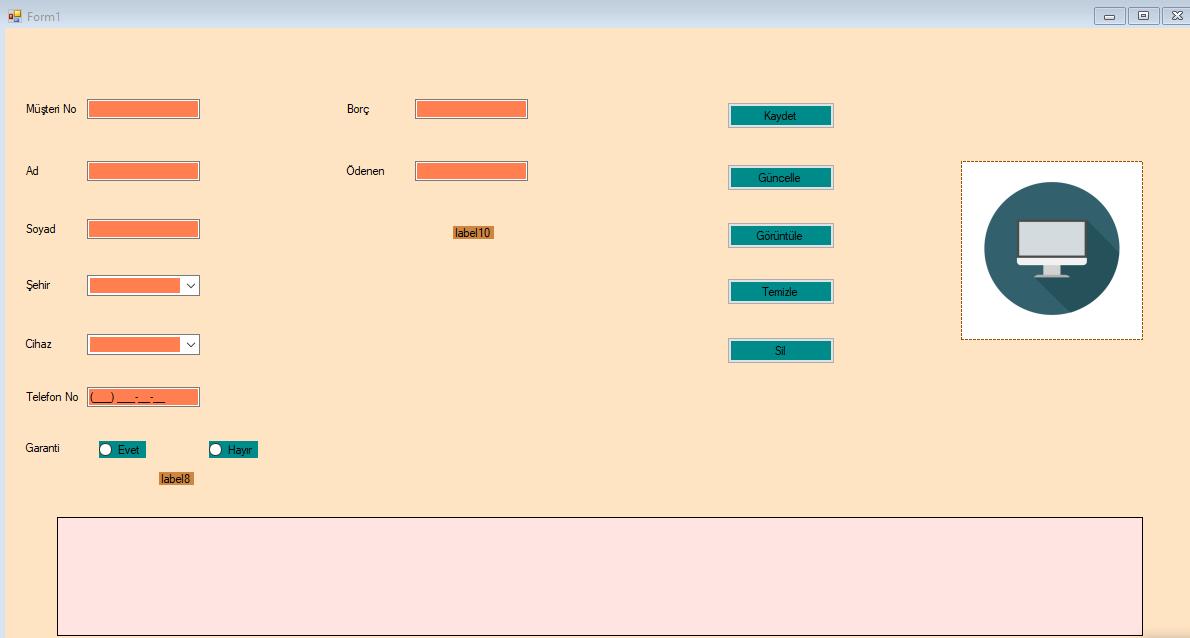 Form1
Müşteri No
Borç
Kaydet
Ad
Ödenen
Güncelle
Soyad
label10
Görüntüle
Şehir
Temizle
Cihaz
Sil
Telefon No (___) ___-__-__
Garanti Evet Hayır
label8